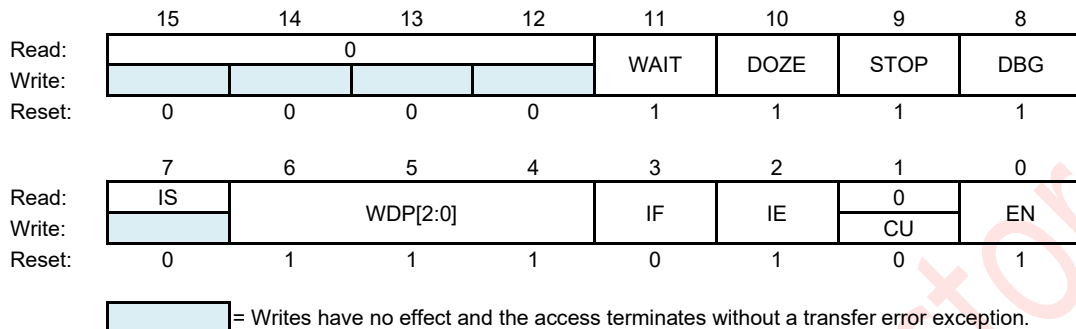 15 14 13 12 11 10 9 8
Read: 0 WAIT DOZE STOP DBG
Write:
Reset: 0 0 0 0 1 1 1 1
7 6 5 4 3 2 1 0
Read: IS WDP[2:0] IF IE 0 EN
Write: CU
Reset: 0 1 1 1 0 1 0 1
= Writes have no effect and the access terminates without a transfer error exception.